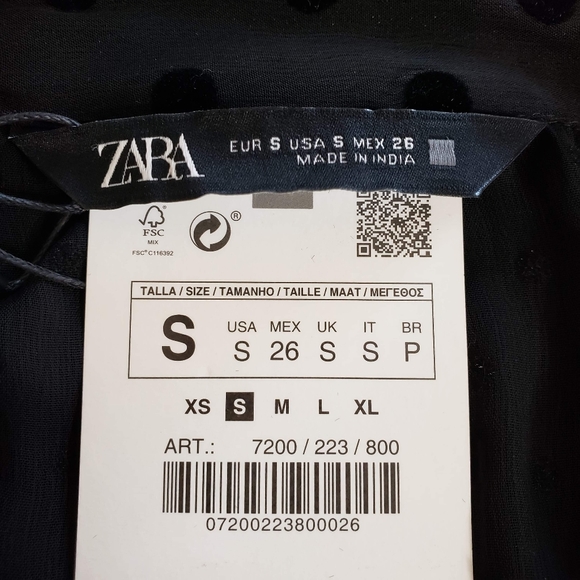 ZARA
EUR S USA S MEX 26
MADE IN INDIA
FSC
MIX
FSC® C116392
®
TALLA / SIZE / TAMANHO / TAILLE / MAAT / ΜΕΓΕΘΟΣ
S
USA MEX UK IT BR
S 26 S S P
XS S M L XL
ART.: 7200 / 223 / 800
07200223800026